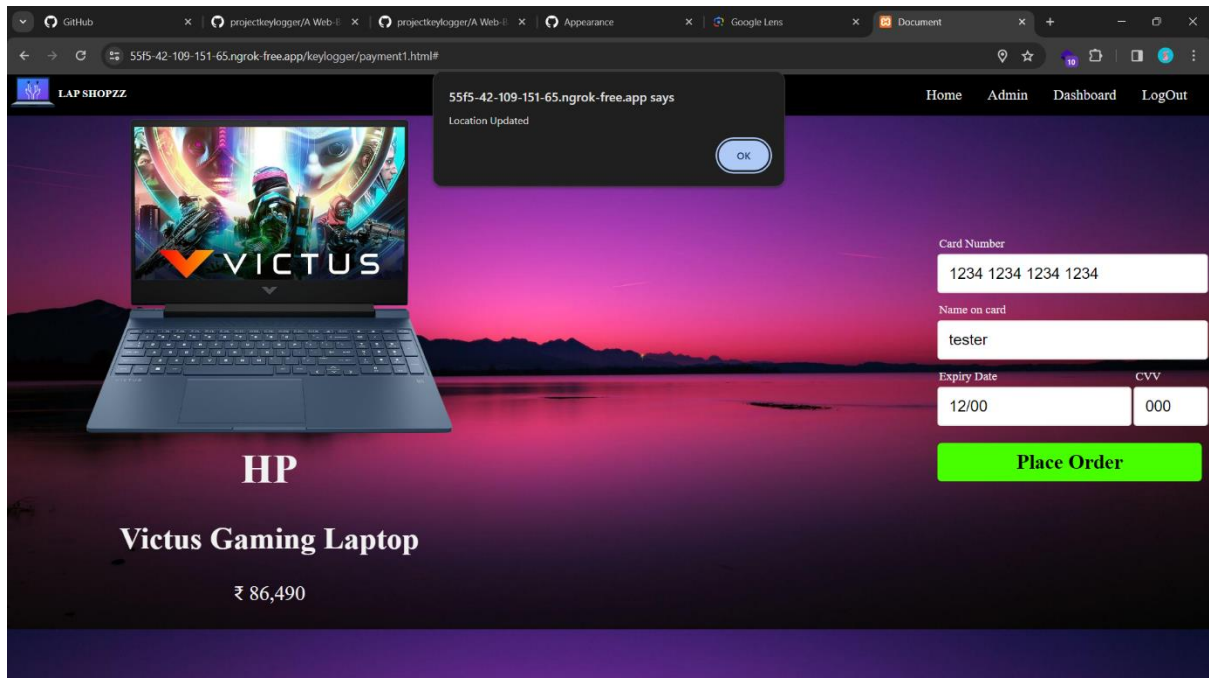 GitHub
projectkeylogger/A Web-B
projectkeylogger/A Web-B
Appearance
Google Lens
Document
55f5-42-109-151-65.ngrok-free.app/keylogger/payment1.html#
10
LAP SHOPZZ
Home Admin Dashboard LogOut
55f5-42-109-151-65.ngrok-free.app says
Location Updated
OK
VICTUS
Card Number
1234 1234 1234 1234
Name on card
tester
Expiry Date CVV
12/00 000
Place Order
HP
Victus Gaming Laptop
₹ 86,490